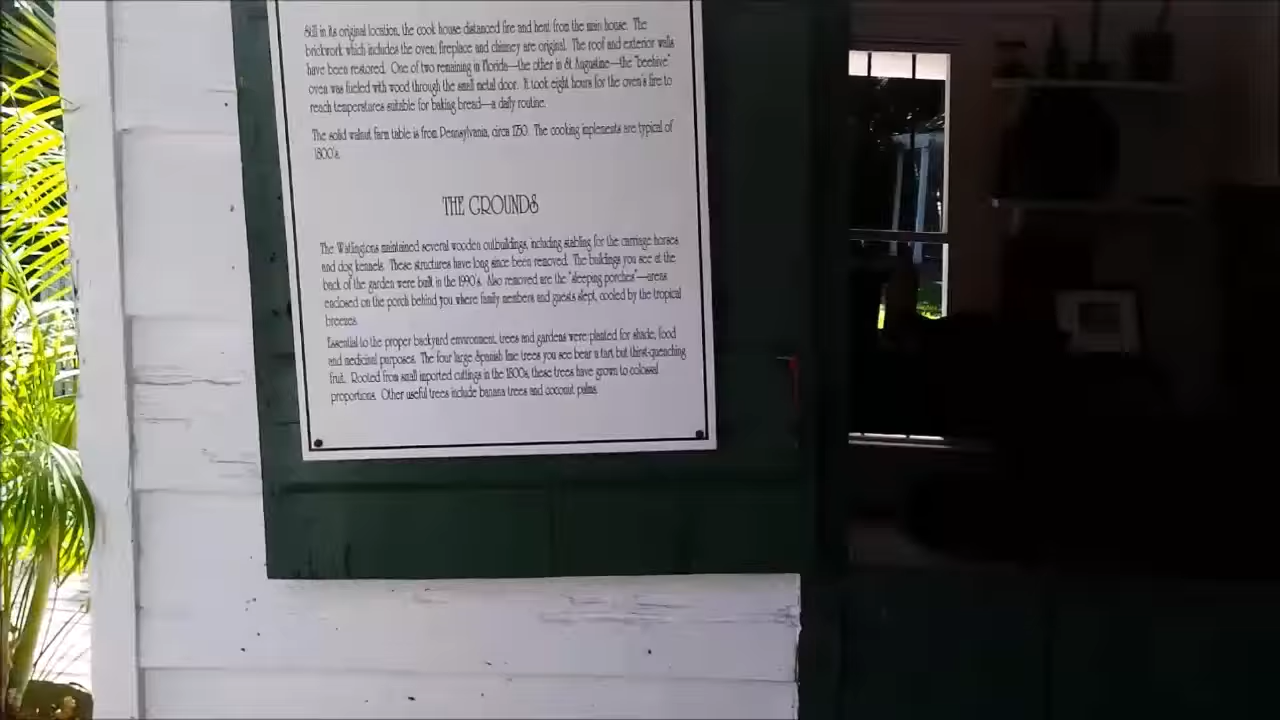 Still in its original location, the cook house distanced fire and heat from the main house. The
brickwork which includes the oven, fireplace and chimney are original. The roof and exterior walls
have been restored. One of two remaining in Florida—the other in St Augustine—the "beehive"
oven was fueled with wood through the small metal door. It took eight hours for the oven's fire to
reach temperatures suitable for baking bread—a daily routine.
The solid walnut farm table is from Pennsylvania, circa 1750. The cooking implements are typical of
1800's.
THE GROUNDS
The Watlingtons maintained several wooden outbuildings, including stabling for the carriage horses
and dog kennels. These structures have long since been removed. The buildings you see at the
back of the garden were built in the 1990's. Also removed are the "sleeping porches"—areas
enclosed on the porch behind you where family members and guests slept, cooled by the tropical
breezes.
Essential to the proper backyard environment, trees and gardens were planted for shade, food
and medicinal purposes. The four large Spanish lime trees you see bear a tart but thirst-quenching
fruit. Rooted from small imported cuttings in the 1800s, these trees have grown to colossal
proportions. Other useful trees include banana trees and coconut palms.